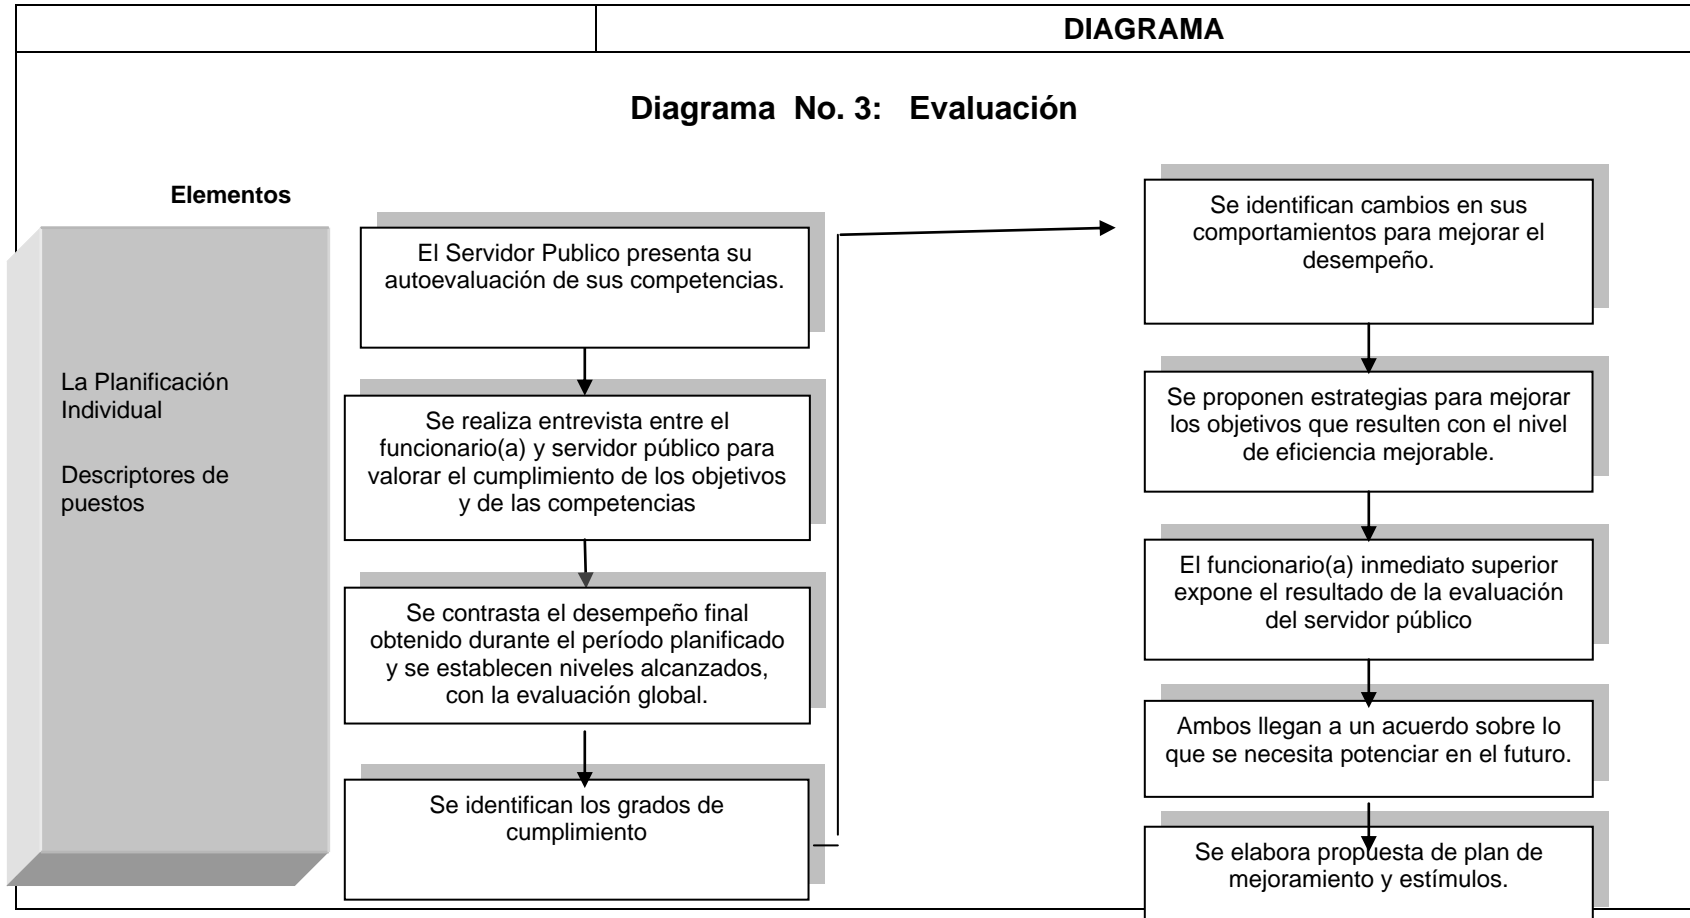 DIAGRAMA
Diagrama No. 3: Evaluación
Elementos
La Planificación
Individual
Descriptores de
puestos
El Servidor Publico presenta su
autoevaluación de sus competencias.
Se realiza entrevista entre el
funcionario(a) y servidor público para
valorar el cumplimiento de los objetivos
y de las competencias
Se contrasta el desempeño final
obtenido durante el período planificado
y se establecen niveles alcanzados,
con la evaluación global.
Se identifican los grados de
cumplimiento
Se identifican cambios en sus
comportamientos para mejorar el
desempeño.
Se proponen estrategias para mejorar
los objetivos que resulten con el nivel
de eficiencia mejorable.
El funcionario(a) inmediato superior
expone el resultado de la evaluación
del servidor público
Ambos llegan a un acuerdo sobre lo
que se necesita potenciar en el futuro.
Se elabora propuesta de plan de
mejoramiento y estímulos.